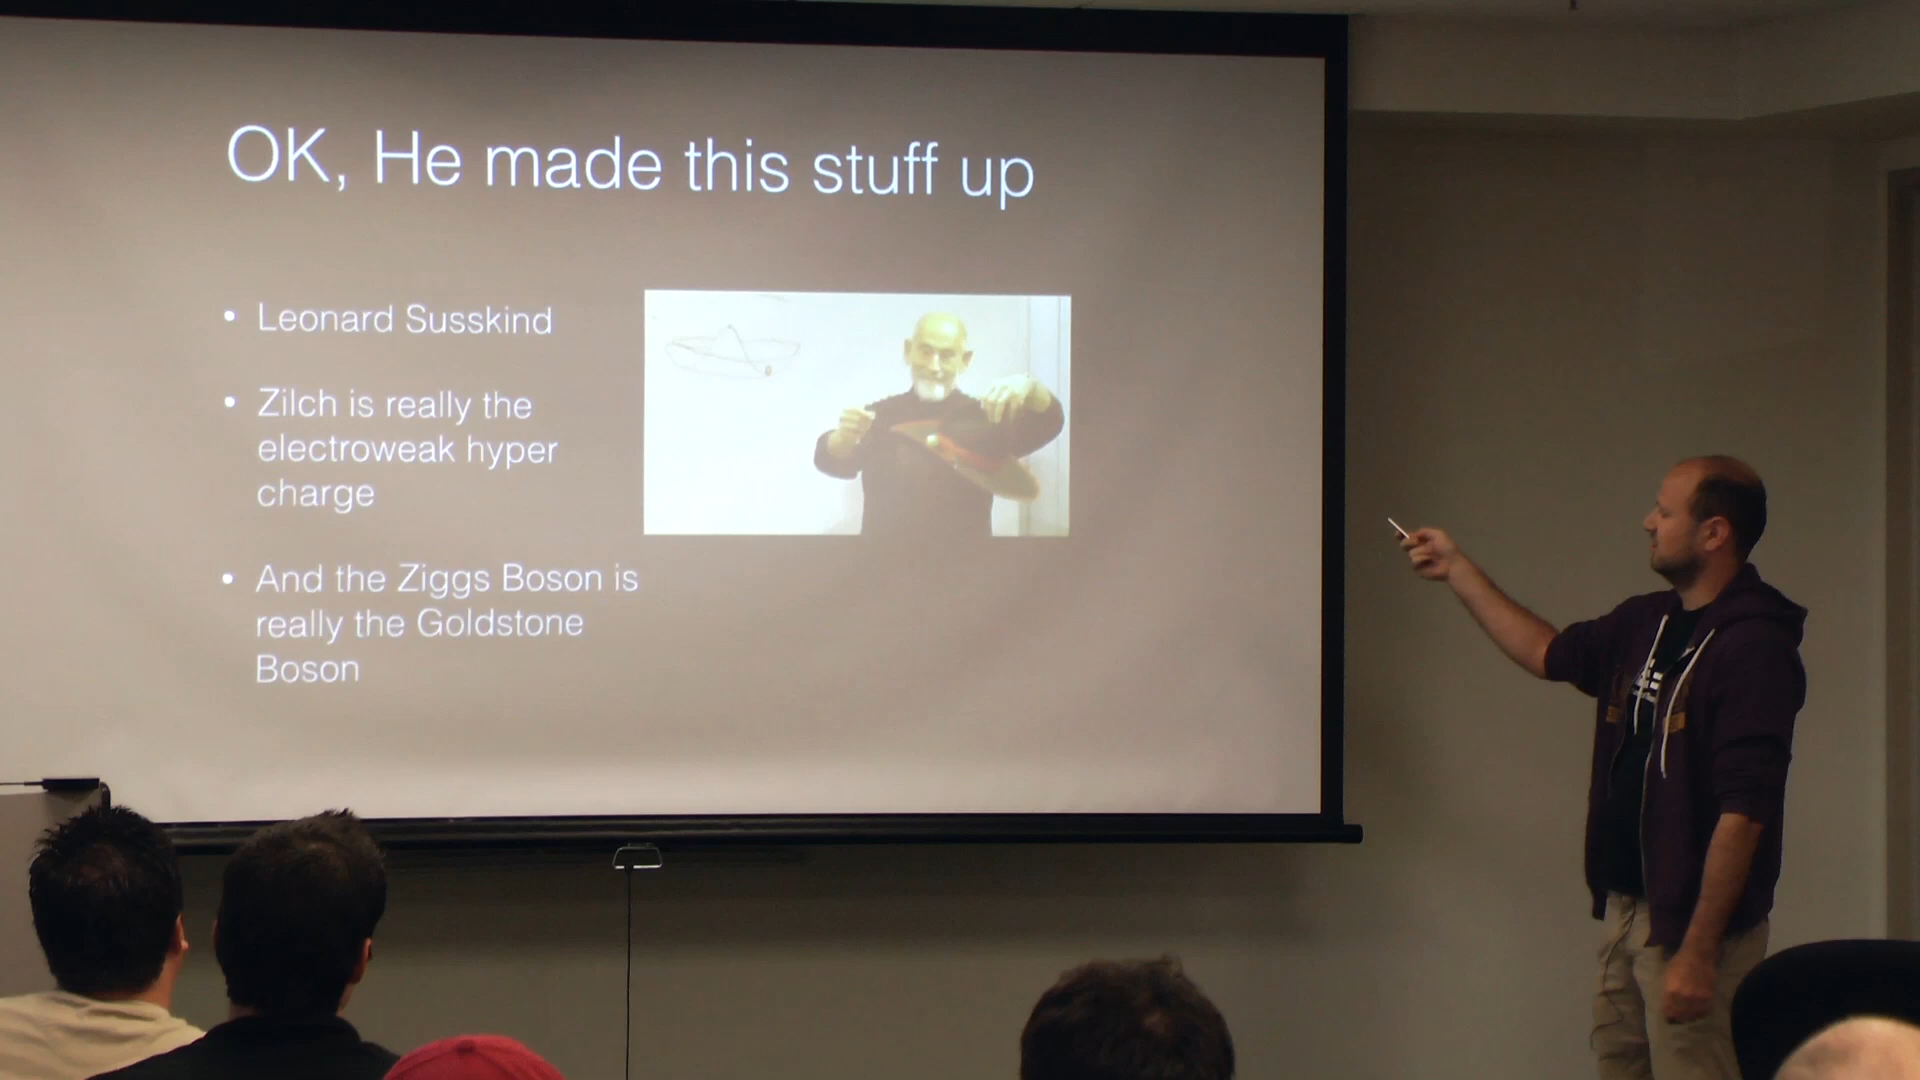 OK, He made this stuff up
• Leonard Susskind
• Zilch is really the
electroweak hyper
charge
• And the Ziggs Boson is
really the Goldstone
Boson